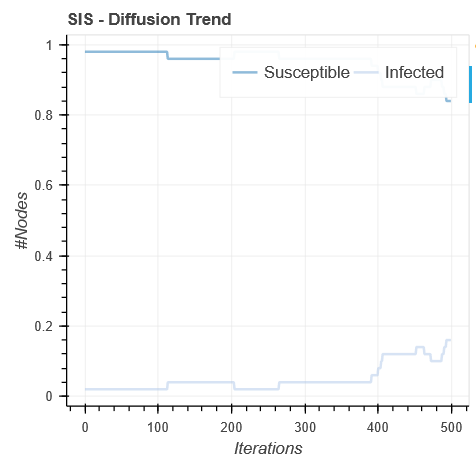 SIS - Diffusion Trend
Susceptible
Infected
1
0.8
0.6
0.4
0.2
0
#Nodes
0
100
200
300
400
500
Iterations